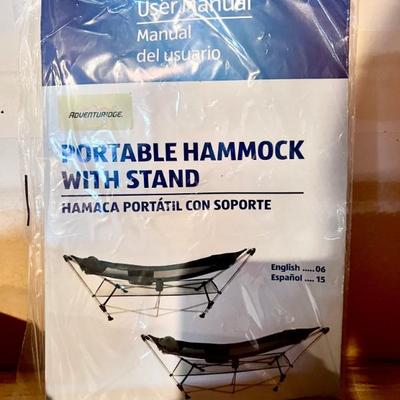 User Manual
Manual
del usuario
ADVENTURIDGE.
PORTABLE HAMMOCK
WITH STAND
HAMACA PORTÁTIL CON SOPORTE
English .....06
Español .... 15